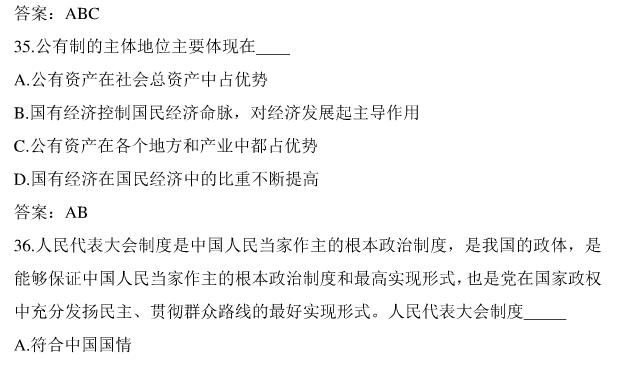 答案：ABC
35.公有制的主体地位主要体现在____
A.公有资产在社会总资产中占优势
B.国有经济控制国民经济命脉，对经济发展起主导作用
C.公有资产在各个地方和产业中都占优势
D.国有经济在国民经济中的比重不断提高
答案：AB
36.人民代表大会制度是中国人民当家作主的根本政治制度，是我国的政体，是
能够保证中国人民当家作主的根本政治制度和最高实现形式,也是党在国家政权
中充分发扬民主、贯彻群众路线的最好实现形式。人民代表大会制度_____
A.符合中国国情